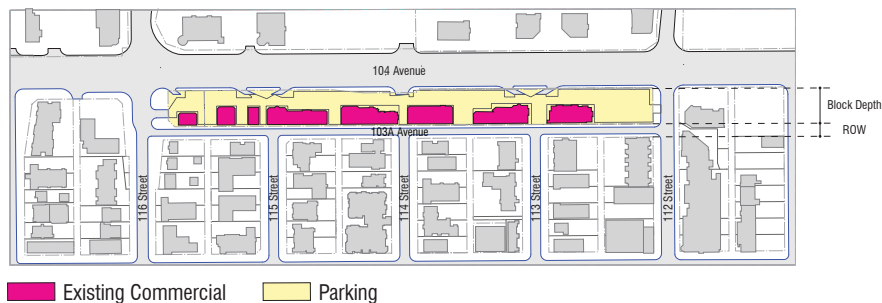 104 Avenue
Block Depth
103A Avenue
ROW
116 Street
115 Street
114 Street
113 Street
112 Street
Existing Commercial
Parking